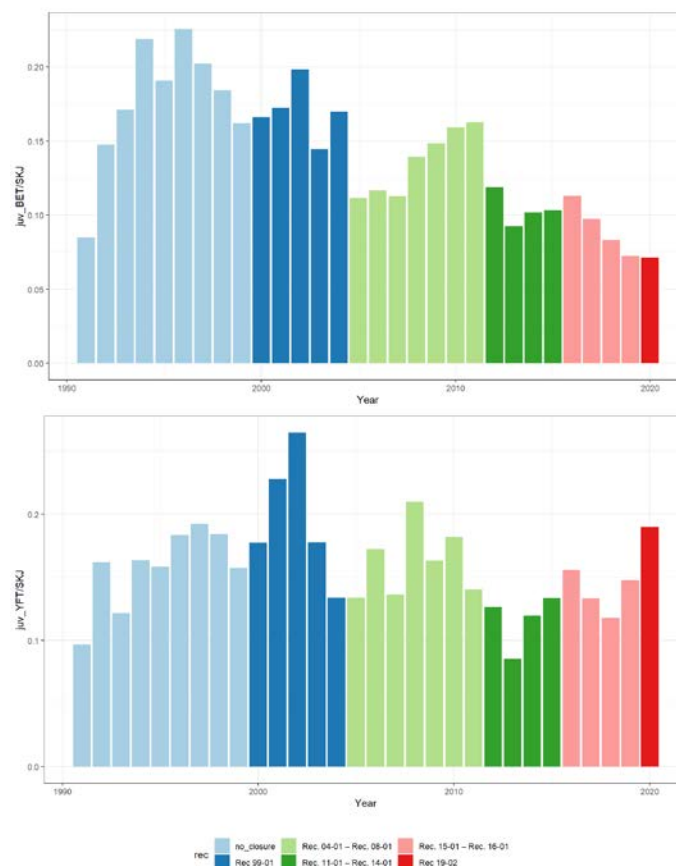 0.20
0.15
juv_BET/SKJ
0.10
0.05
0.00
1990 2000 2010 2020
Year
0.2
juv_YFT/SKJ
0.1
0.0
1990 2000 2010 2020
Year
rec no_closure Rec. 04-01 – Rec. 08-01 Rec. 15-01 – Rec. 16-01
Rec 99-01 Rec. 11-01 – Rec. 14-01 Rec 19-02